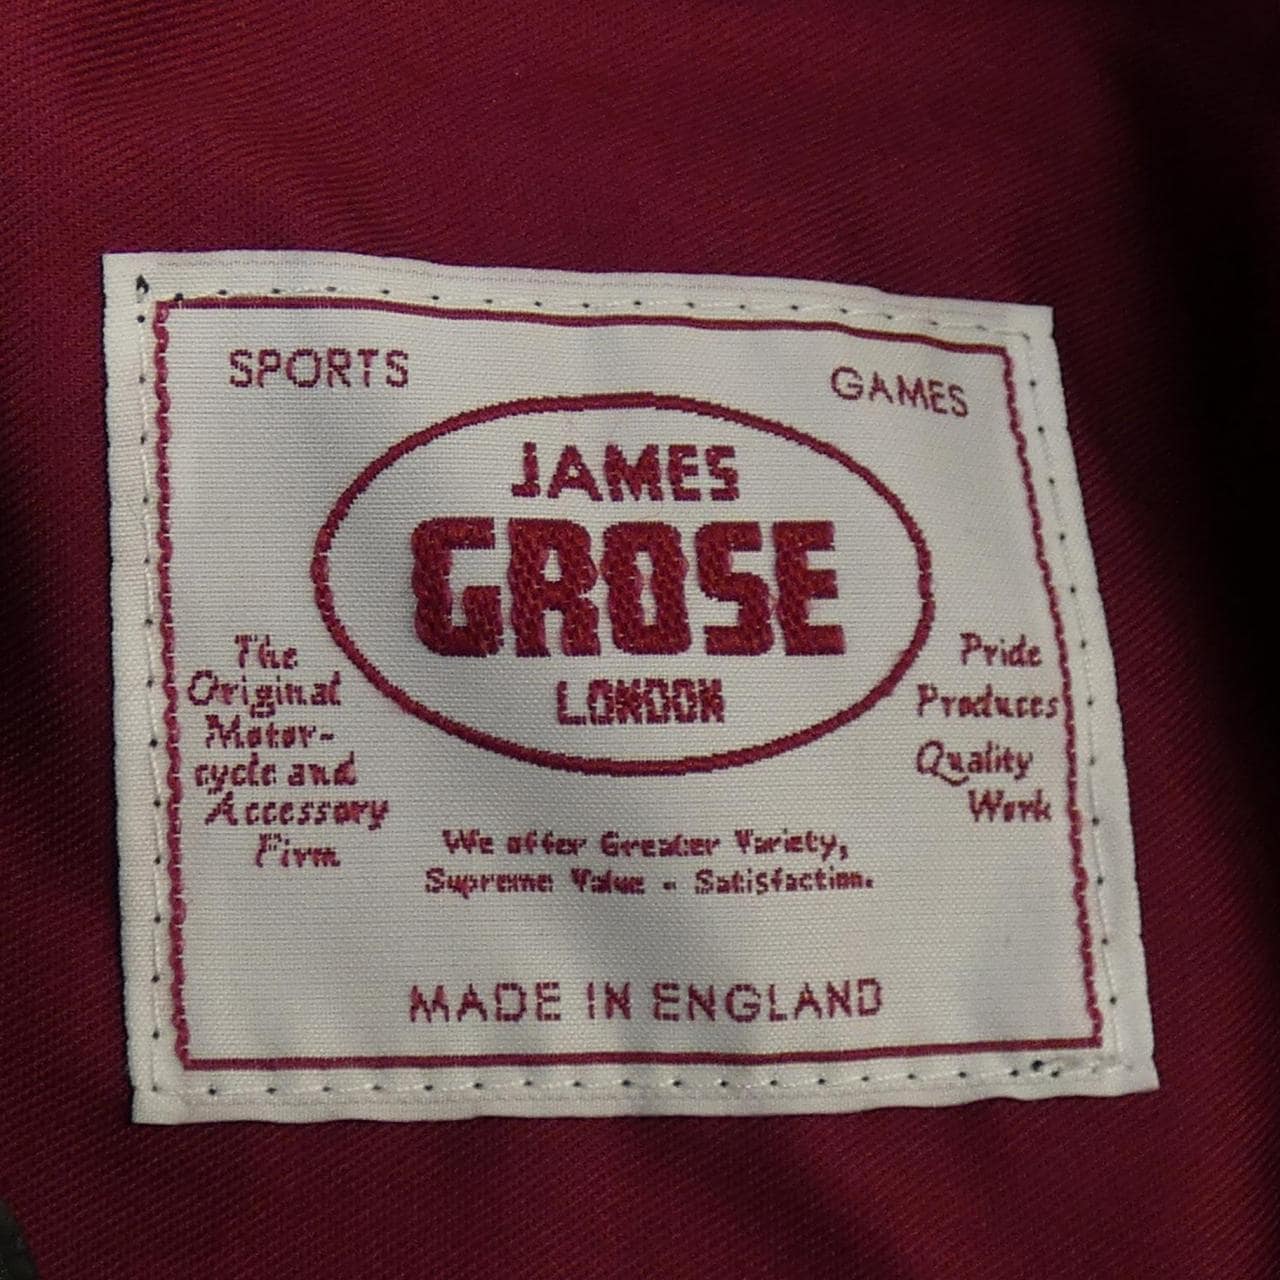 SPORTS
GAMES
JAMES
GROSE
LONDON
The
Original
Motor-
cycle and
Accessory
Firm
Pride
Produces
Quality
Work
We offer Greater Variety,
Supreme Value - Satisfaction.
MADE IN ENGLAND